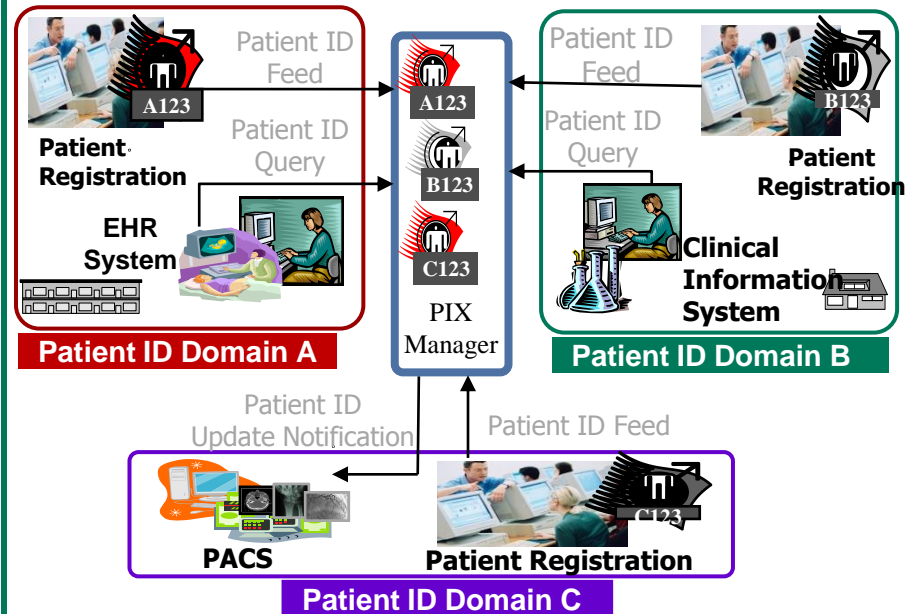 Patient ID
Feed
A123
Patient
Registration
Patient ID
Query
EHR
System
Patient ID Domain A
A123
B123
C123
PIX
Manager
Patient ID
Feed
B123
Patient
Registration
Patient ID
Query
Clinical
Information
System
Patient ID Domain B
Patient ID
Update Notification
Patient ID Feed
PACS
C123
Patient Registration
Patient ID Domain C